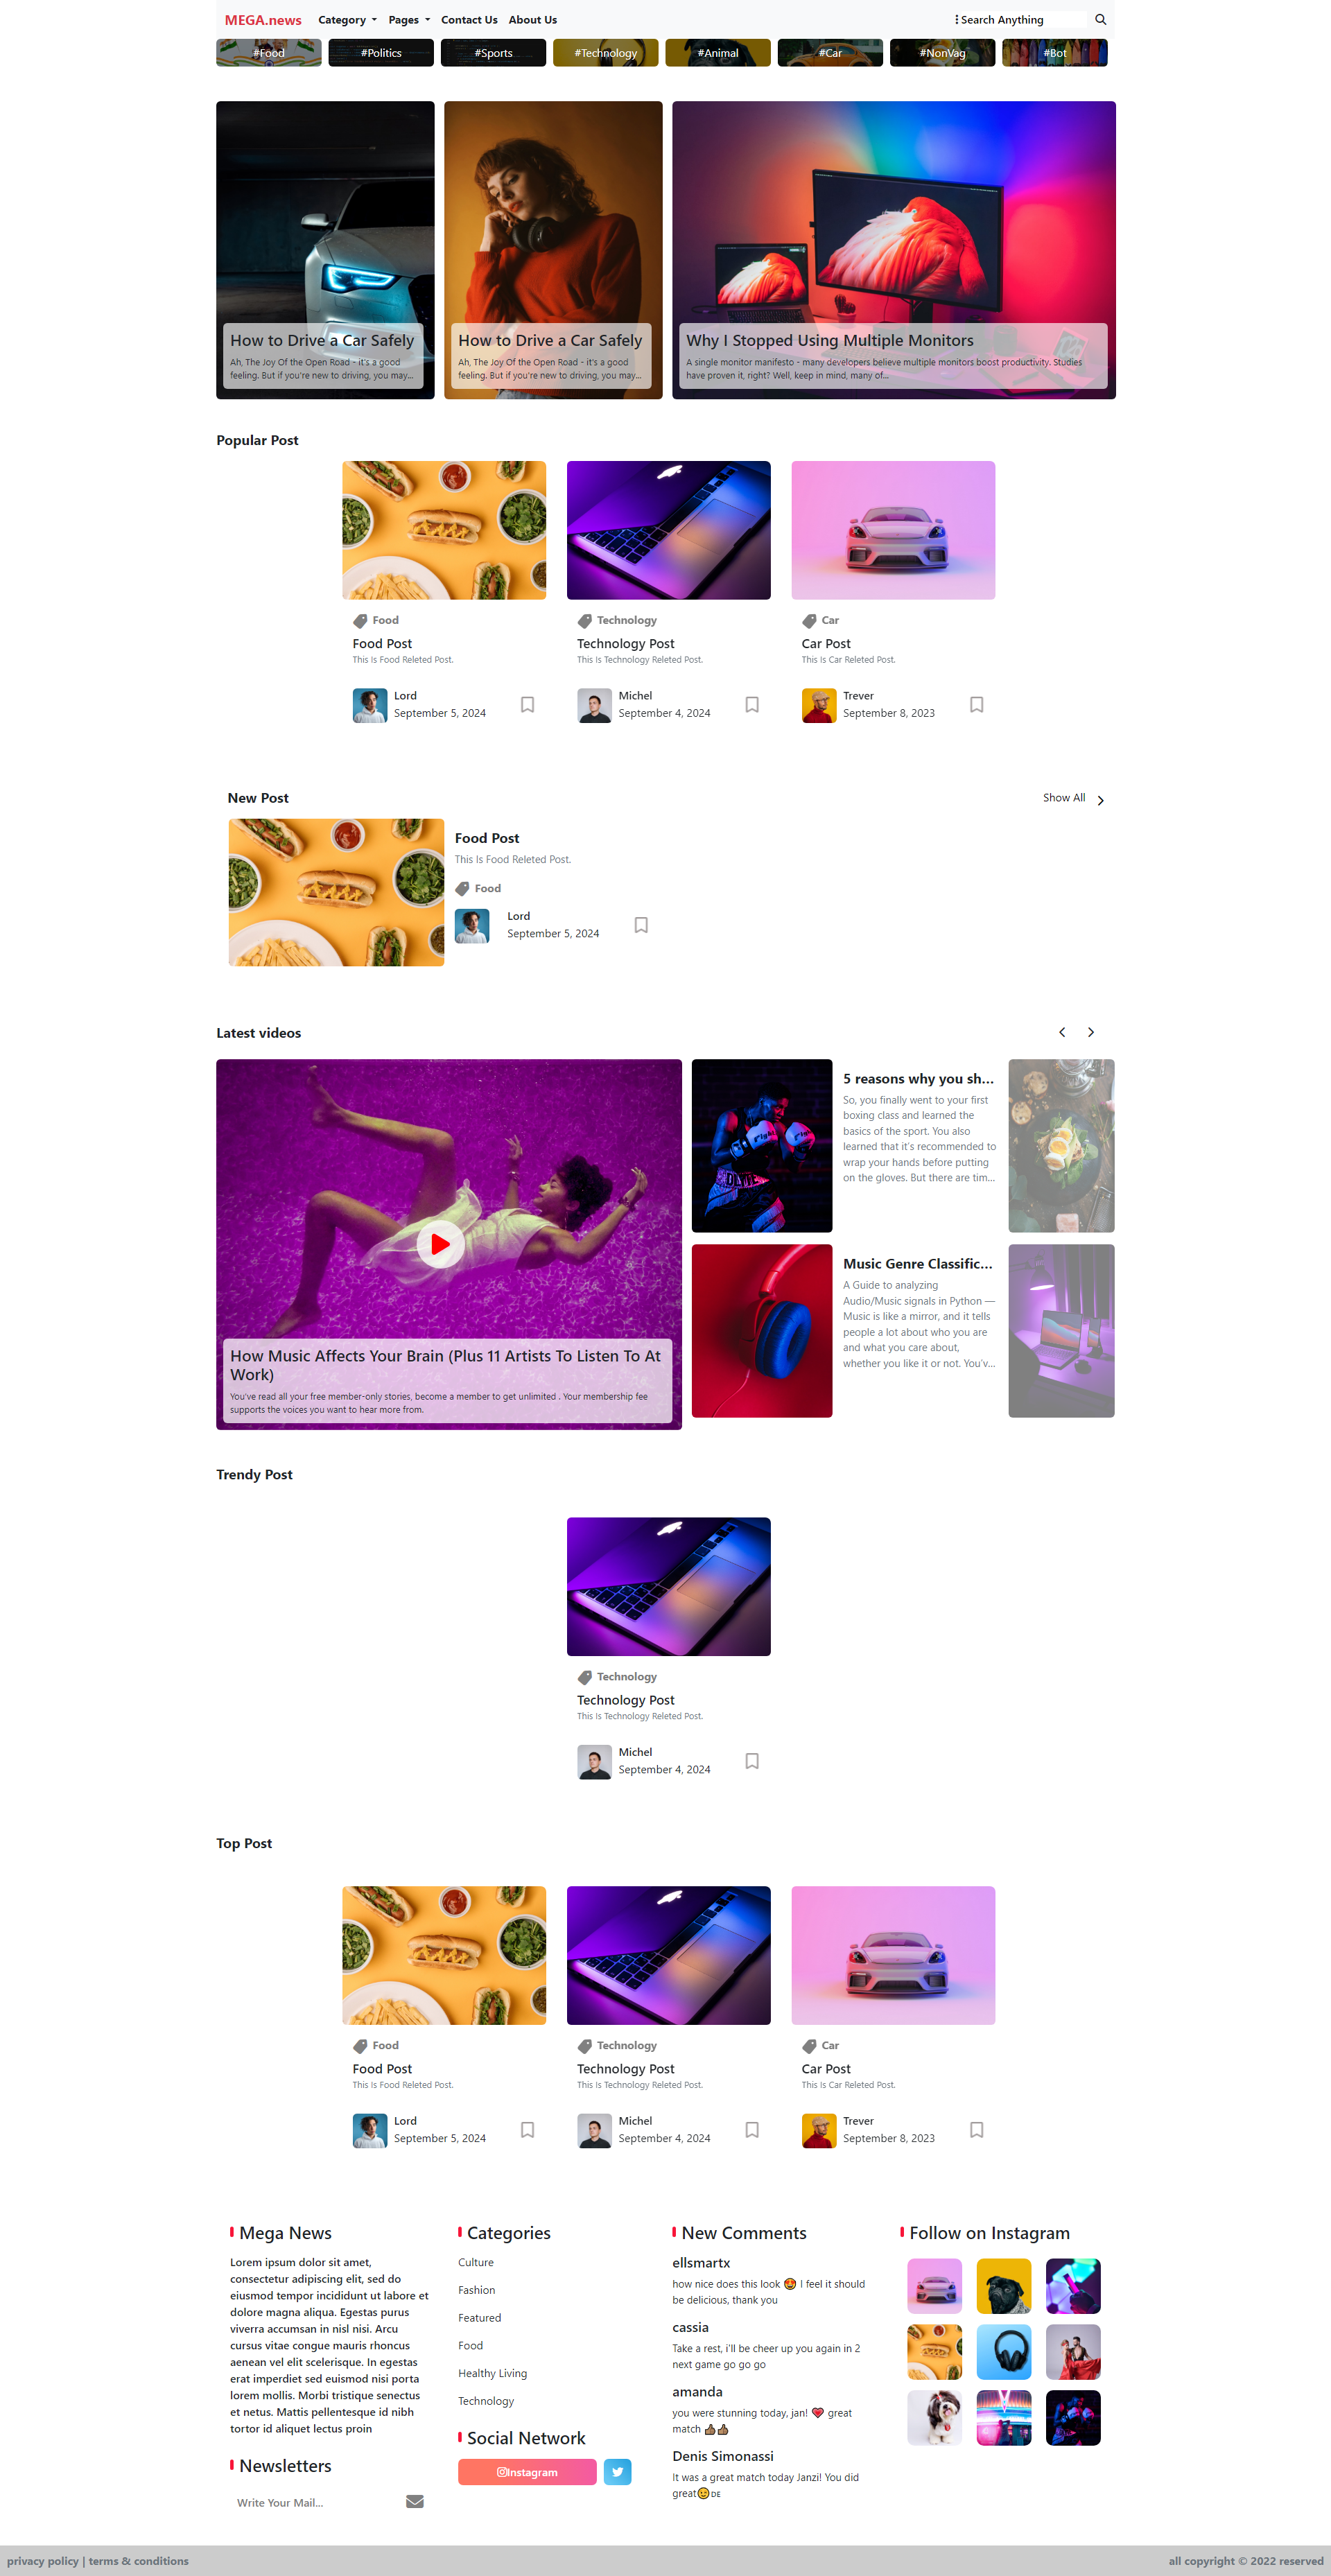 MEGA.news Category Pages Contact Us About Us Search Anything
#Food #Politics #Sports #Technology #Animal #Car #NonVag #Bot
How to Drive a Car Safely
Ah, The Joy Of the Open Road - it's a good
feeling. But if you're new to driving, you may...
How to Drive a Car Safely
Ah, The Joy Of the Open Road - it's a good
feeling. But if you're new to driving, you may...
Why I Stopped Using Multiple Monitors
A single monitor manifesto - many developers believe multiple monitors boost productivity. Studies
have proven it, right? Well, keep in mind, many of...
Popular Post
Food
Food Post
This Is Food Releted Post.
Lord
September 5, 2024
Technology
Technology Post
This Is Technology Releted Post.
Michel
September 4, 2024
Car
Car Post
This Is Car Releted Post.
Trever
September 8, 2023
New Post
Show All
Food Post
This Is Food Releted Post.
Food
Lord
September 5, 2024
Latest videos
How Music Affects Your Brain (Plus 11 Artists To Listen To At
Work)
You've read all your free member-only stories, become a member to get unlimited . Your membership fee
supports the voices you want to hear more from.
5 reasons why you sh...
So, you finally went to your first
boxing class and learned the
basics of the sport. You also
learned that it's recommended to
wrap your hands before putting
on the gloves. But there are tim...
Music Genre Classific...
A Guide to analyzing
Audio/Music signals in Python —
Music is like a mirror, and it tells
people a lot about who you are
and what you care about,
whether you like it or not. You'v...
Trendy Post
Technology
Technology Post
This Is Technology Releted Post.
Michel
September 4, 2024
Top Post
Food
Food Post
This Is Food Releted Post.
Lord
September 5, 2024
Technology
Technology Post
This Is Technology Releted Post.
Michel
September 4, 2024
Car
Car Post
This Is Car Releted Post.
Trever
September 8, 2023
Mega News
Lorem ipsum dolor sit amet,
consectetur adipiscing elit, sed do
eiusmod tempor incididunt ut labore et
dolore magna aliqua. Egestas purus
viverra accumsan in nisl nisi. Arcu
cursus vitae congue mauris rhoncus
aenean vel elit scelerisque. In egestas
erat imperdiet sed euismod nisi porta
lorem mollis. Morbi tristique senectus
et netus. Mattis pellentesque id nibh
tortor id aliquet lectus proin
Newsletters
Write Your Mail...
Categories
Culture
Fashion
Featured
Food
Healthy Living
Technology
Social Network
Instagram
New Comments
ellsmartx
how nice does this look 😍 I feel it should
be delicious, thank you
cassia
Take a rest, i'll be cheer up you again in 2
next game go go go
amanda
you were stunning today, jan! 💗 great
match 👍🏾👍🏾
Denis Simonassi
It was a great match today Janzi! You did
great😉 DE
Follow on Instagram
privacy policy | terms & conditions
all copyright © 2022 reserved